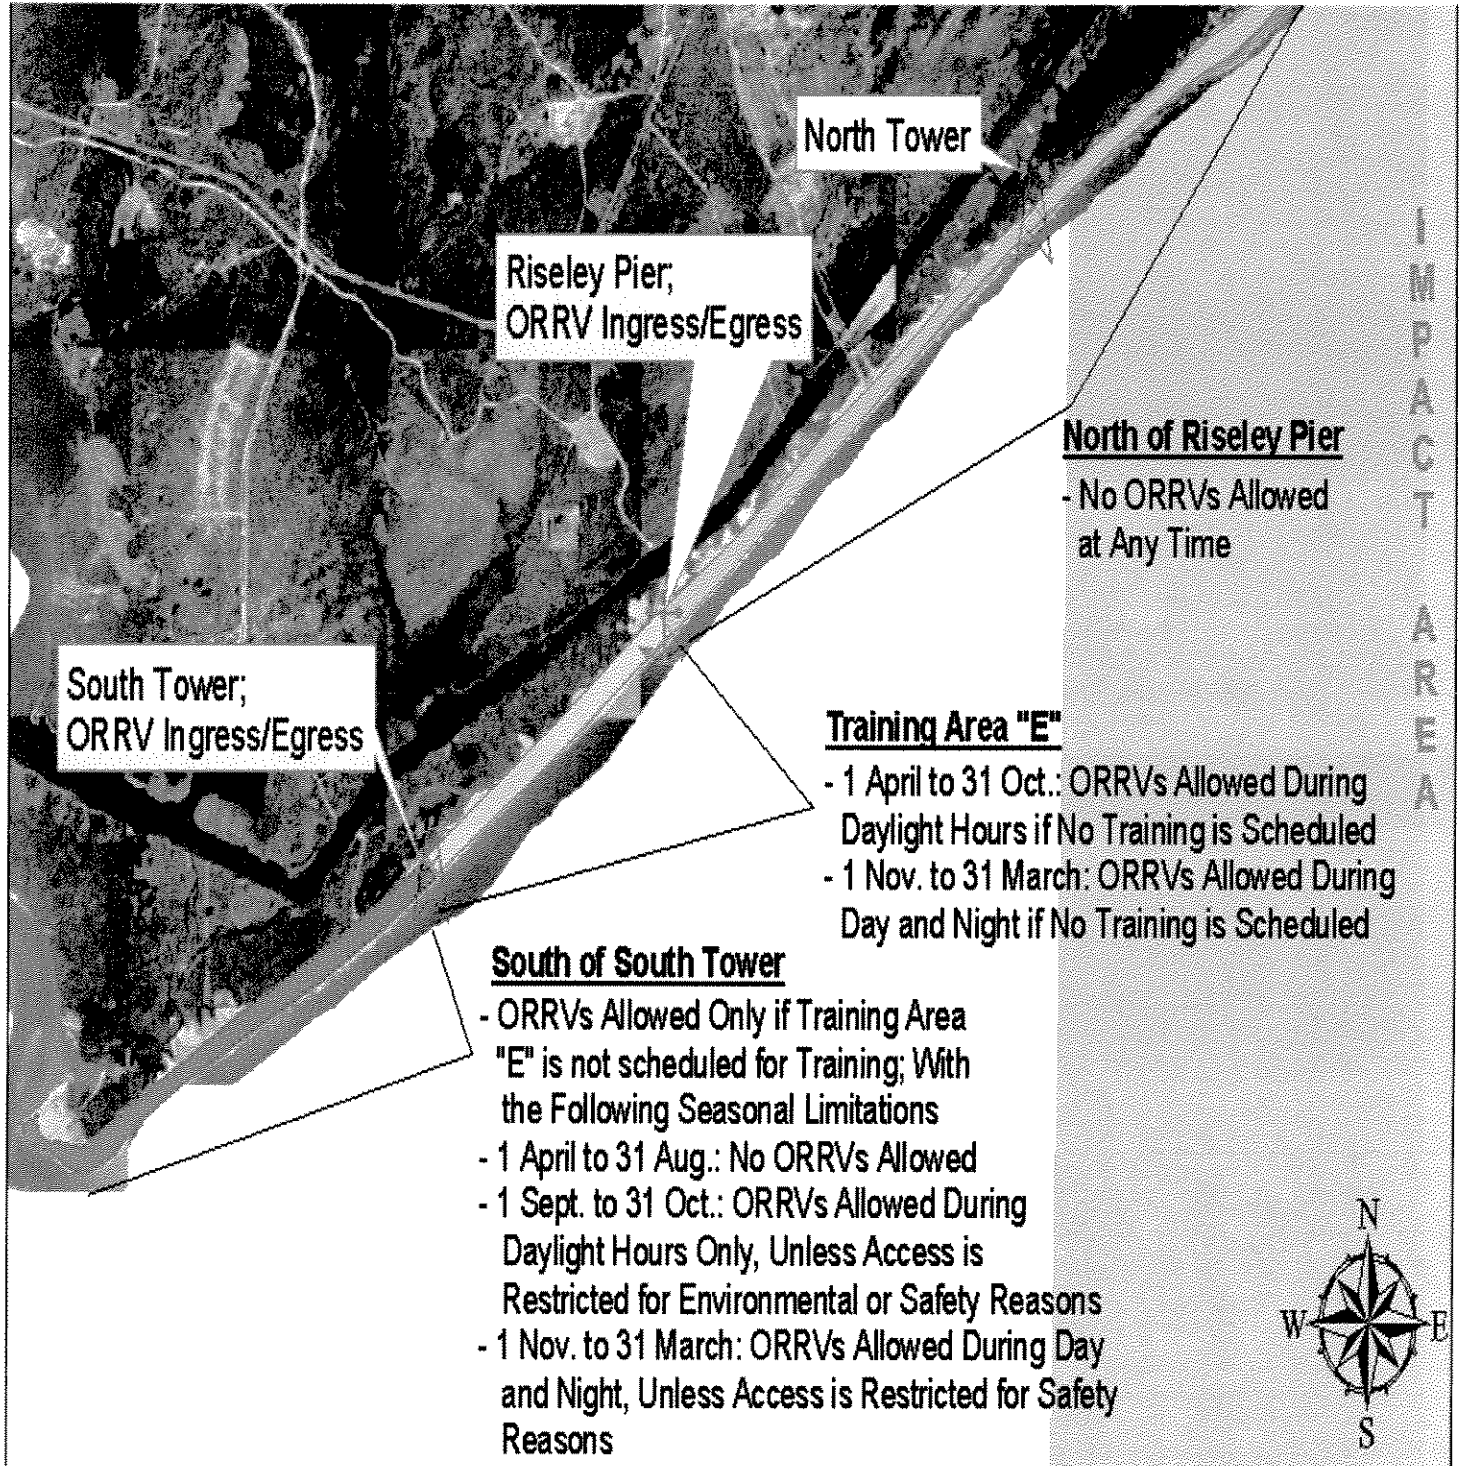 North Tower
Riseley Pier;
ORRV Ingress/Egress
IMPACT AREA
North of Riseley Pier
- No ORRVs Allowed
at Any Time
South Tower;
ORRV Ingress/Egress
Training Area "E"
- 1 April to 31 Oct.: ORRVs Allowed During
Daylight Hours if No Training is Scheduled
- 1 Nov. to 31 March: ORRVs Allowed During
Day and Night if No Training is Scheduled
South of South Tower
- ORRVs Allowed Only if Training Area
"E" is not scheduled for Training; With
the Following Seasonal Limitations
- 1 April to 31 Aug.: No ORRVs Allowed
- 1 Sept. to 31 Oct.: ORRVs Allowed During
Daylight Hours Only, Unless Access is
Restricted for Environmental or Safety Reasons
- 1 Nov. to 31 March: ORRVs Allowed During Day
and Night, Unless Access is Restricted for Safety
Reasons
N
W E
S